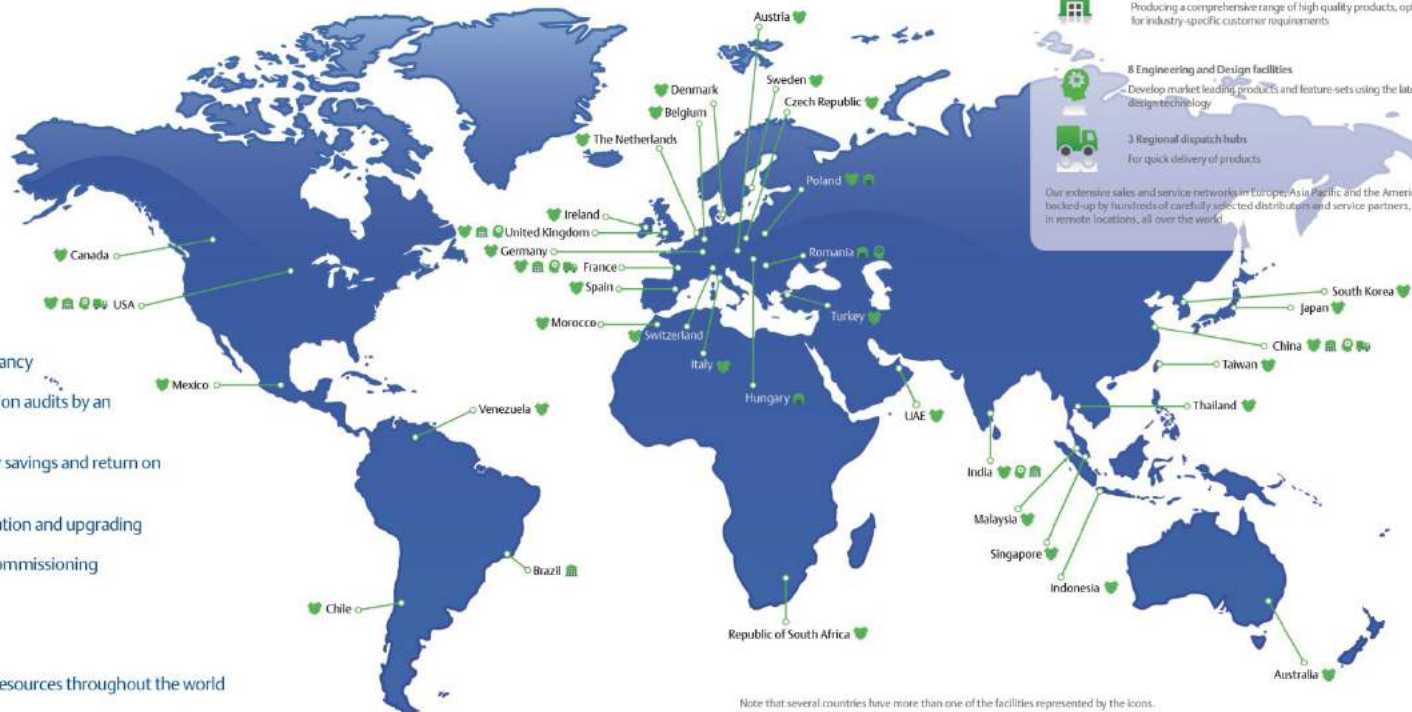 Producing a comprehensive range of high quality products,
for industry-specific customer requirements
8 Engineering and Design facilities
Develop market leading products and feature-sets using the
design technology
3 Regional dispatch hubs
For quick delivery of products
Our extensive sales and service networks in Europe, Asia Pacific and the
backed-up by hundreds of carefully selected distributors and service partners,
in remote locations, all over the world.
Austria
Sweden
Denmark
Czech Republic
Belgium
The Netherlands
Poland
Ireland
United Kingdom
Germany
Romania
Canada
France
Spain
South Korea
USA
Japan
Morocco
Turkey
Switzerland
China
Italy
Taiwan
Mexico
Hungary
Thailand
Venezuela
UAE
India
Malaysia
Singapore
Brazil
Indonesia
Chile
Republic of South Africa
Australia
on audits by an
savings and return on
and upgrading
resources throughout the world
Note that several countries have more than one of the facilities represented by the icons.